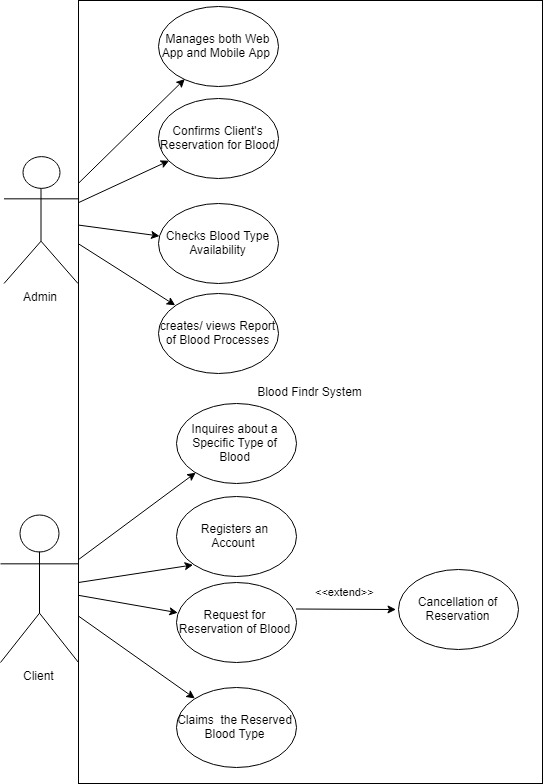 Manages both Web
App and Mobile App
Confirms Client's
Reservation for Blood
Checks Blood Type
Availability
Admin
creates/ views Report
of Blood Processes
Blood Findr System
Inquires about a
Specific Type of
Blood
Registers an
Account
<<extend>>
Cancellation of
Reservation
Request for
Reservation of Blood
Client
Claims  the Reserved
Blood Type